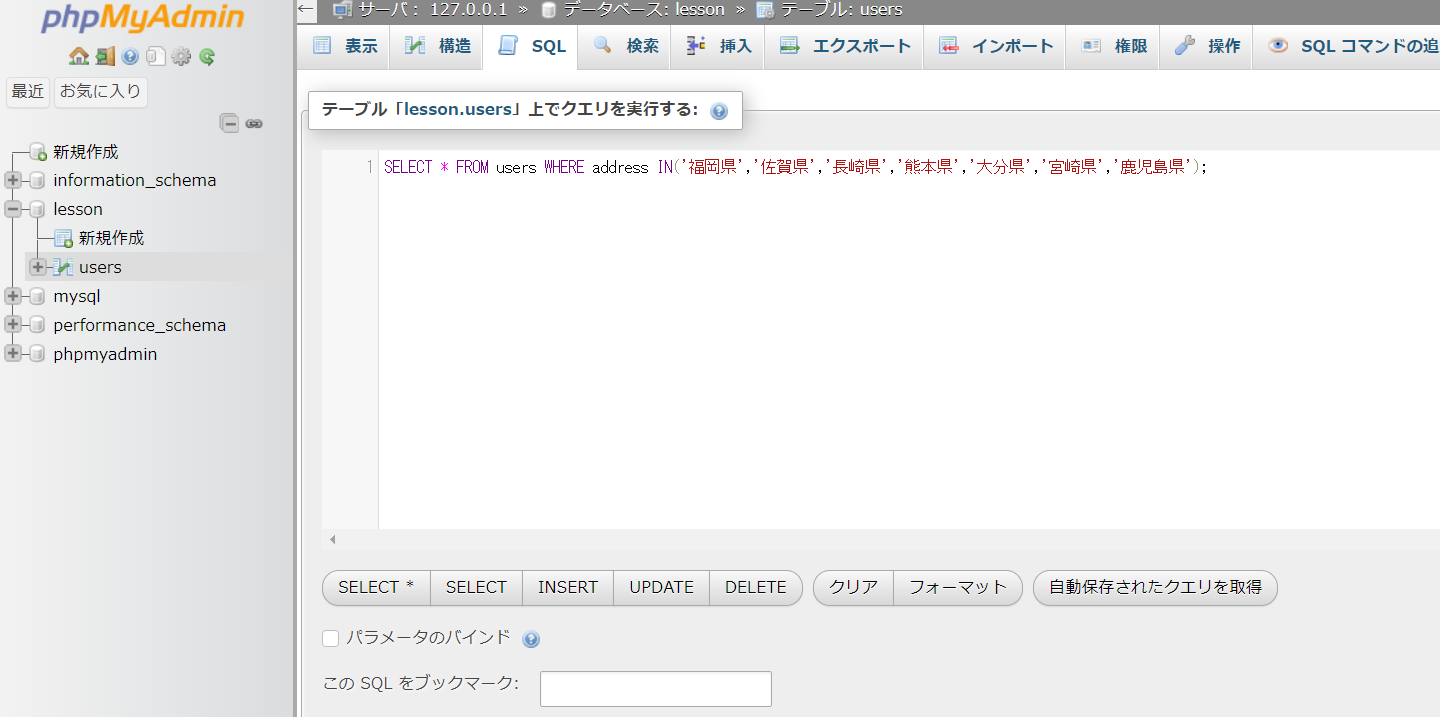 phpMyAdmin
最近 お気に入り
新規作成
information_schema
lesson
新規作成
users
mysql
performance_schema
phpmyadmin
← サーバ: 127.0.0.1 » データベース: lesson » テーブル: users
表示 構造 SQL 検索 挿入 エクスポート インポート 権限 操作 SQL コマンドの追
テーブル「lesson.users」上でクエリを実行する:
1 SELECT * FROM users WHERE address IN('福岡県','佐賀県','長崎県','熊本県','大分県','宮崎県','鹿児島県');
SELECT * SELECT INSERT UPDATE DELETE クリア フォーマット 自動保存されたクエリを取得
パラメータのバインド
この SQL をブックマーク: